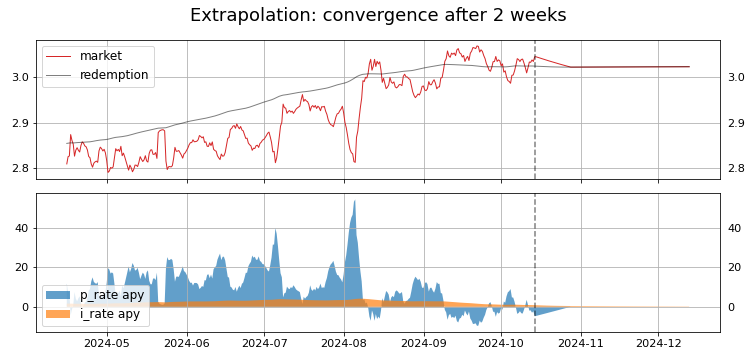 Extrapolation: convergence after 2 weeks
market
redemption
3.0
2.9
2.8
3.0
2.9
2.8
p_rate apy
i_rate apy
40
20
0
40
20
0
2024-05 2024-06 2024-07 2024-08 2024-09 2024-10 2024-11 2024-12